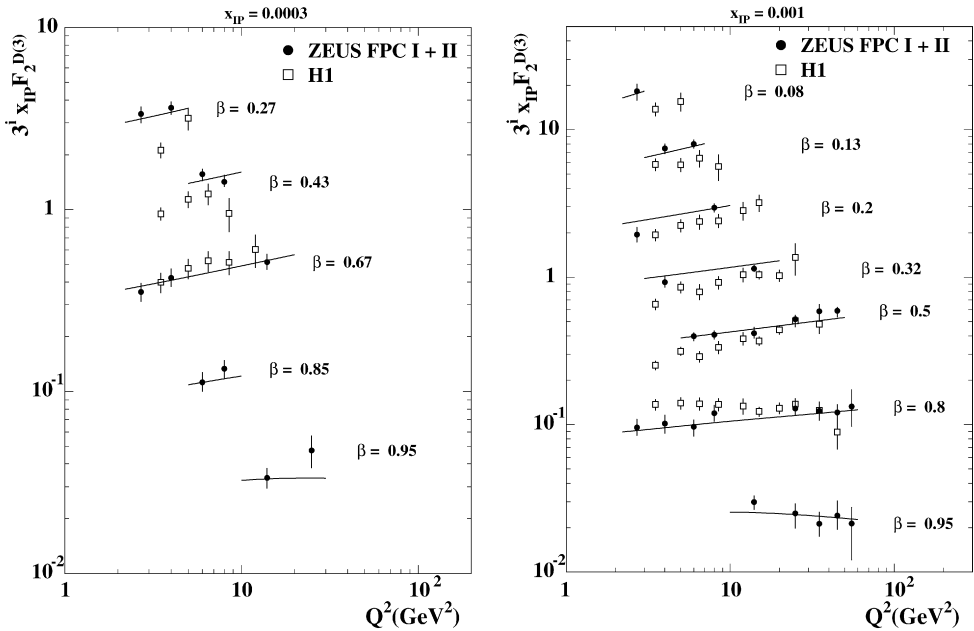 x_IP = 0.0003
3^i x_IP F_2^D(3)
10
1
10^-1
10^-2
ZEUS FPC I + II
H1
β = 0.27
β = 0.43
β = 0.67
β = 0.85
β = 0.95
1
10
10^2
Q^2(GeV^2)
x_IP = 0.001
3^i x_IP F_2^D(3)
10
1
10^-1
10^-2
ZEUS FPC I + II
H1
β = 0.08
β = 0.13
β = 0.2
β = 0.32
β = 0.5
β = 0.8
β = 0.95
1
10
10^2
Q^2(GeV^2)